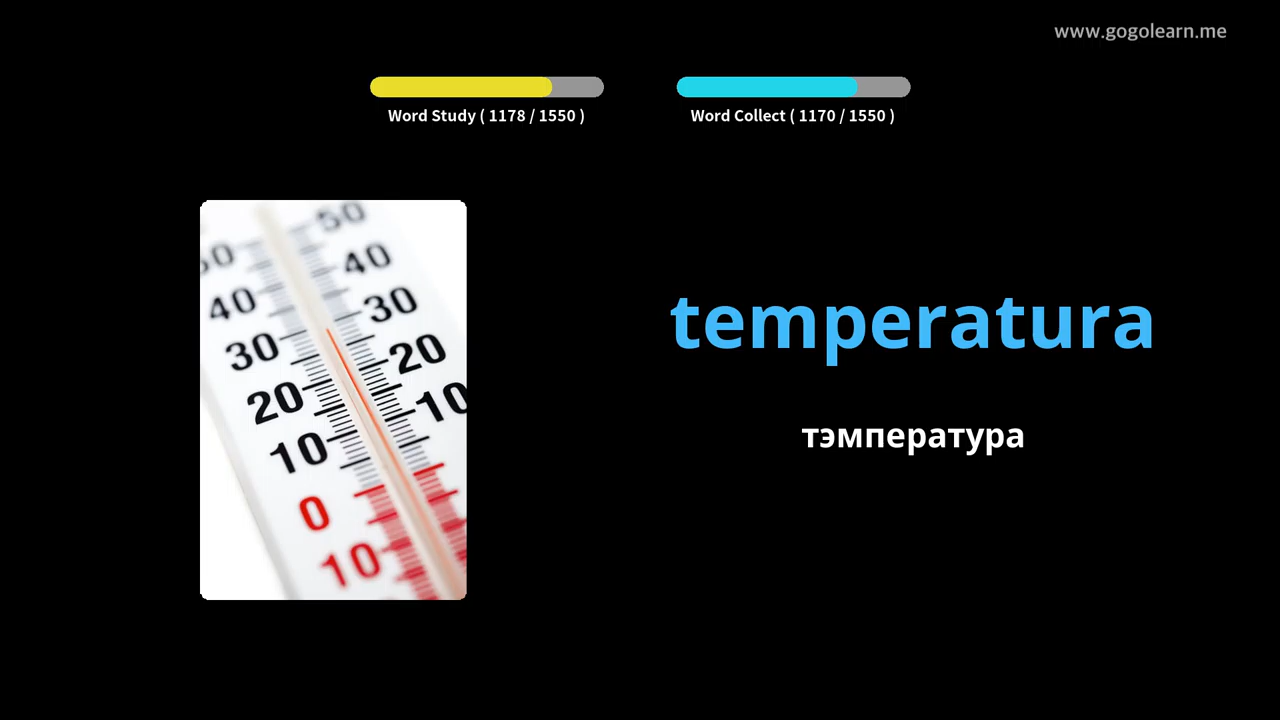 www.gogolearn.me
Word Study ( 1178 / 1550 )
Word Collect ( 1170 / 1550 )
50
50
40
40
30
30
20
20
10
10
0
10
temperatura
тэмпература